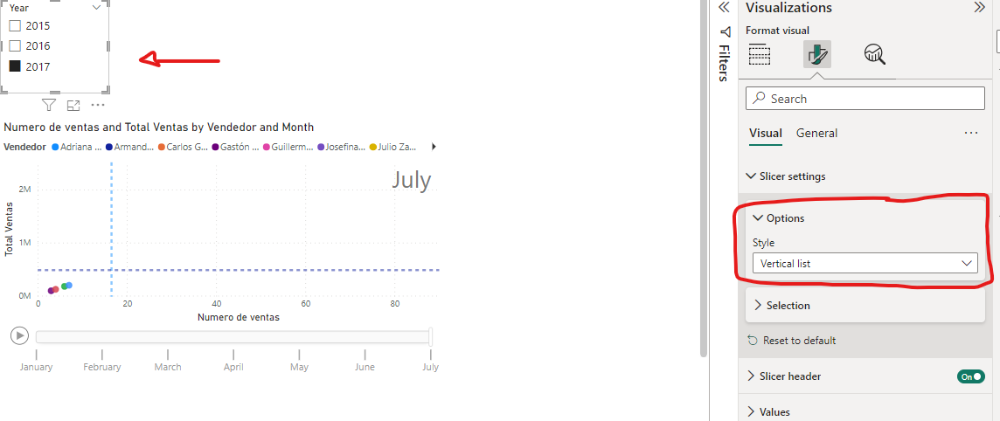 Year
2015
2016
2017
Numero de ventas and Total Ventas by Vendedor and Month
Vendedor Adriana ... Armand... Carlos G... Gastón ... Guillerm... Josefina... Julio Za...
July
Total Ventas
2M
1M
0M
0 20 40 60 80
Numero de ventas
January February March April May June July
Filters
Visualizations
Format visual
Search
Visual General
Slicer settings
Options
Style
Vertical list
Selection
Reset to default
Slicer header On
Values